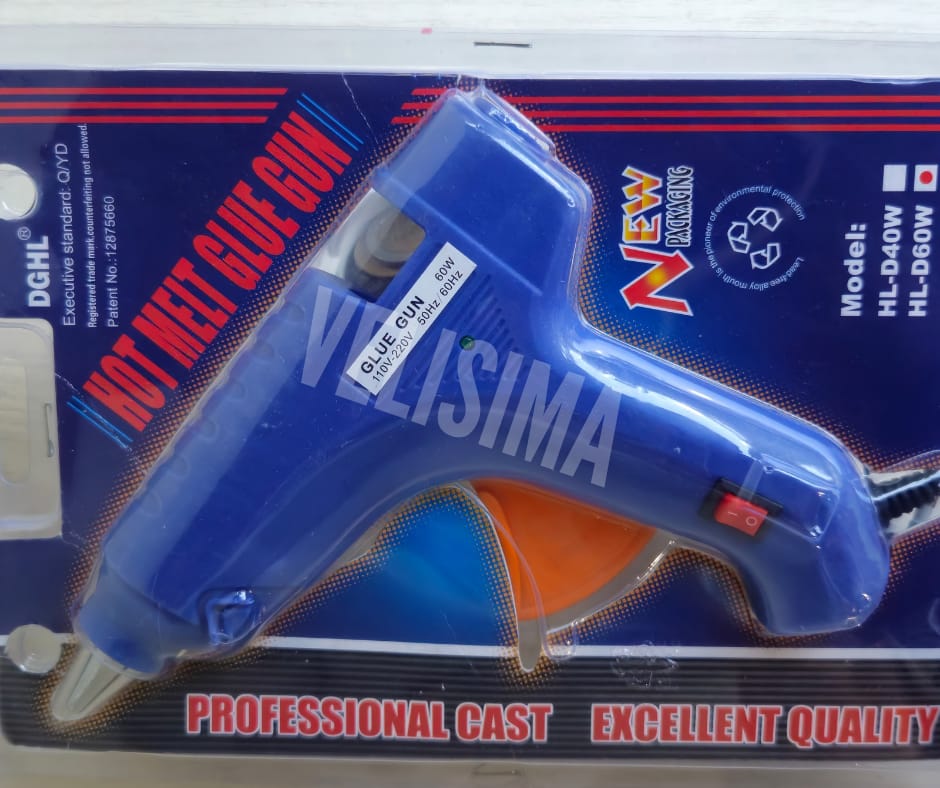 DGHL®
Executive standard: Q/YD
Registered trade mark,counterfeiting not allowed.
Patent No.:12875660
HOT MELT GLUE GUN
GLUE GUN 60W
110V-220V 50Hz/60Hz
VELISIMA
NEW
PACKAGING
of environmental protection
Lead-free alloy mouth is the pioneer
Model:
HL-D40W
HL-D60W
I O
PROFESSIONAL CAST EXCELLENT QUALITY